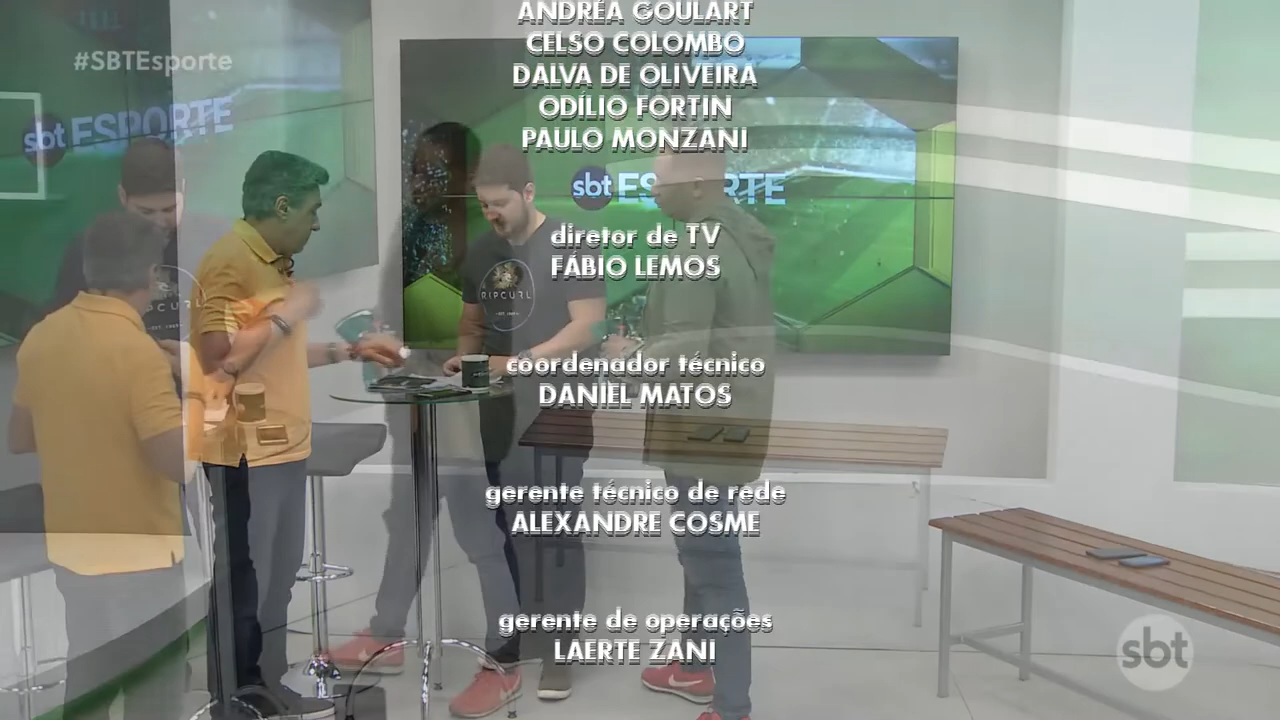 ANDRÉA GOULART
CELSO COLOMBO
#SBTEsporte
DALVA DE OLIVEIRA
ODÍLIO FORTIN
sbt ESPORTE
PAULO MONZANI
sbt ESPORTE
diretor de TV
FÁBIO LEMOS
RIPCURL
RIPCURL
coordenador técnico
DANIEL MATOS
gerente técnico de rede
ALEXANDRE COSME
gerente de operações
LAERTE ZANI
sbt